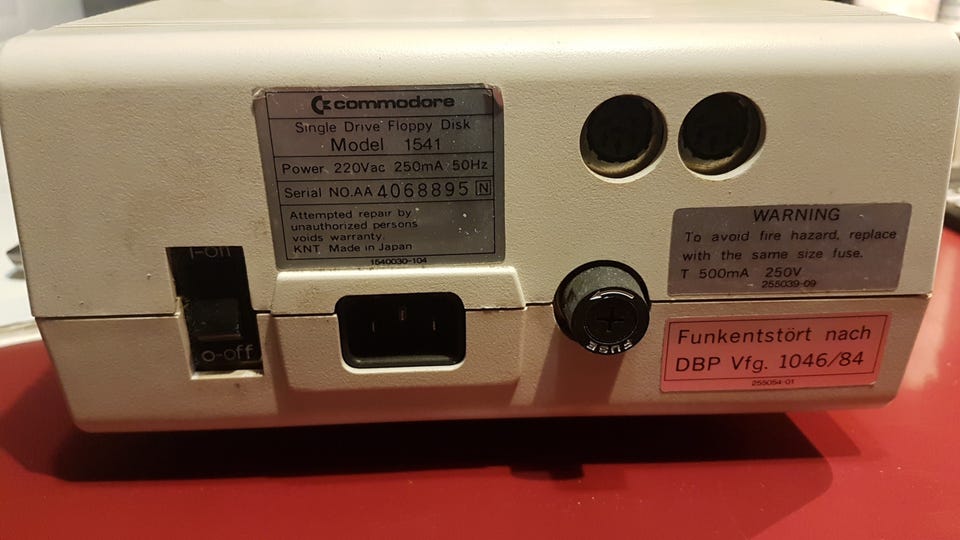 commodore
Single Drive Floppy Disk
Model 1541
Power 220Vac 250mA 50Hz
Serial NO.AA 4068895 N
Attempted repair by
unauthorized persons
voids warranty.
KNT Made in Japan
1540030-104
WARNING
To avoid fire hazard, replace
with the same size fuse.
T 500mA 250V
255039-09
I-on
o-off
FUSE
Funkentstört nach
DBP Vfg. 1046/84
255054-01